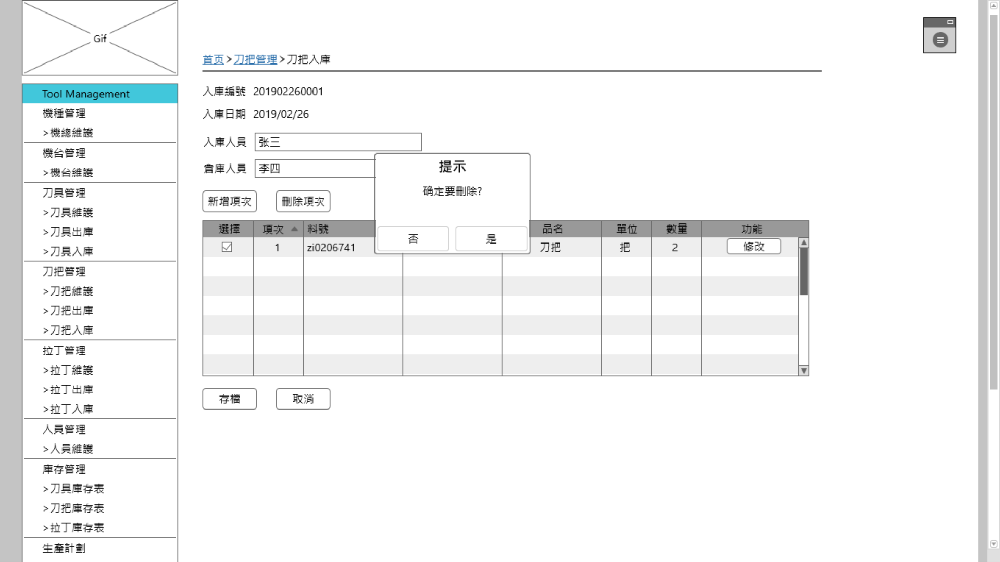 Gif
Tool Management
機種管理
>機總維護
機台管理
>機台維護
刀具管理
>刀具維護
>刀具出庫
>刀具入庫
刀把管理
>刀把維護
>刀把出庫
>刀把入庫
拉丁管理
>拉丁維護
>拉丁出庫
>拉丁入庫
人員管理
>人員維護
庫存管理
>刀具庫存表
>刀把庫存表
>拉丁庫存表
生產計劃
首页>刀把管理>刀把入庫
入庫編號 201902260001
入庫日期 2019/02/26
入庫人員 张三
倉庫人員 李四
新增項次 刪除項次
提示
确定要刪除?
否 是
選擇 項次 料號 品名 單位 數量 功能
1 zi0206741 刀把 把 2 修改
存檔 取消